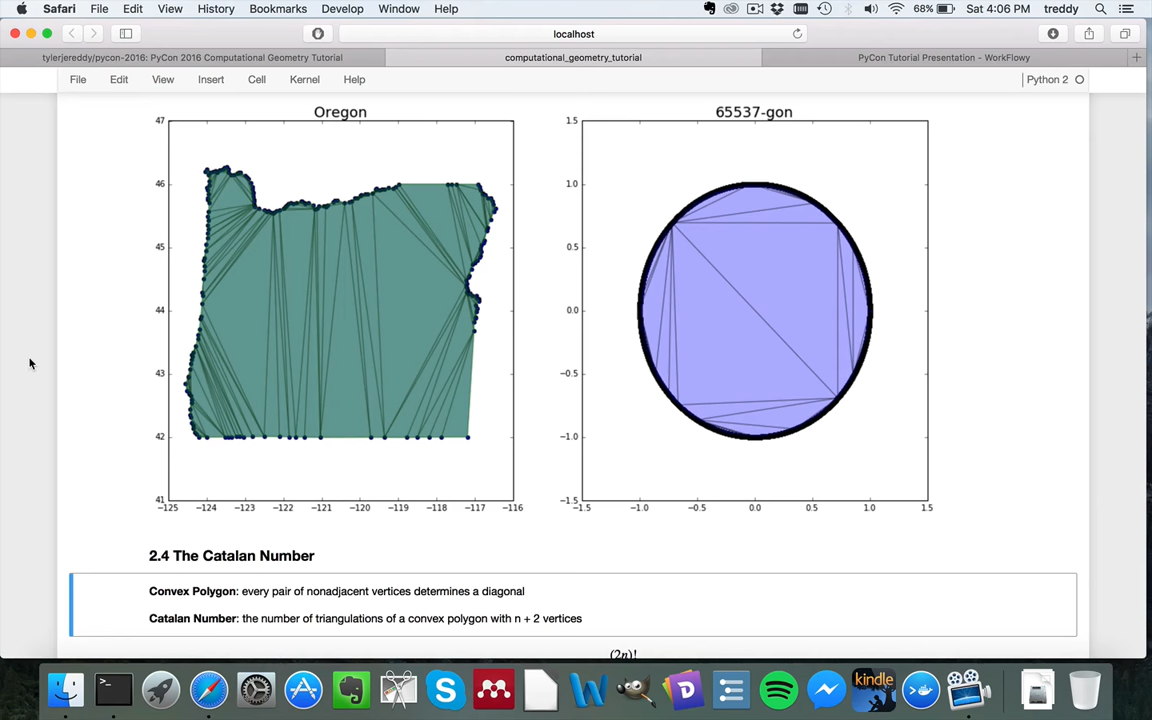 Safari File Edit View History Bookmarks Develop Window Help 68% Sat 4:06 PM treddy
localhost
tylerjereddy/pycon-2016: PyCon 2016 Computational Geometry Tutorial computational_geometry_tutorial PyCon Tutorial Presentation - WorkFlowy
File Edit View Insert Cell Kernel Help Python 2
Oregon 65537-gon
47 1.5
46 1.0
45 0.5
44 0.0
43 −0.5
42 −1.0
41 −1.5
−125 −124 −123 −122 −121 −120 −119 −118 −117 −116 −1.5 −1.0 −0.5 0.0 0.5 1.0 1.5
2.4 The Catalan Number
Convex Polygon: every pair of nonadjacent vertices determines a diagonal
Catalan Number: the number of triangulations of a convex polygon with n + 2 vertices
(2n)!
>_ W D kindle